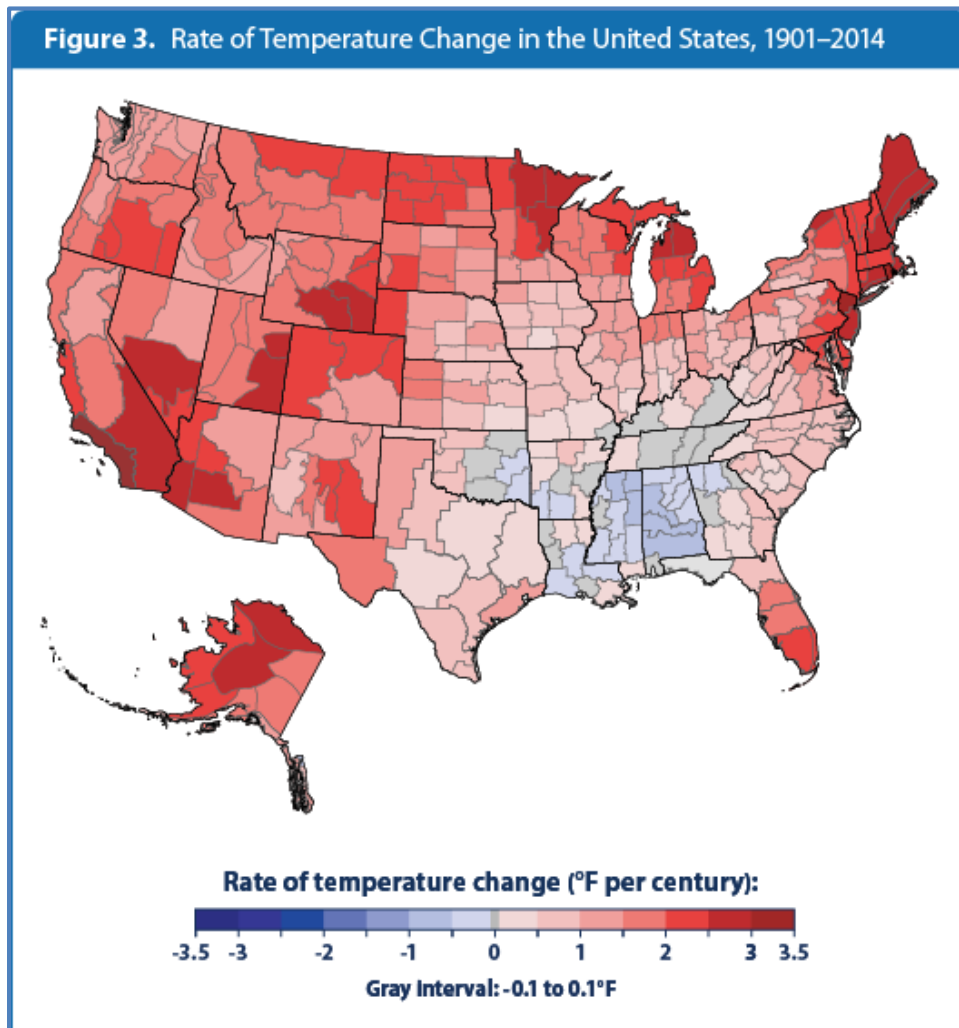 Figure 3. Rate of Temperature Change in the United States, 1901–2014
Rate of temperature change (°F per century):
-3.5 -3 -2 -1 0 1 2 3 3.5
Gray Interval: -0.1 to 0.1°F